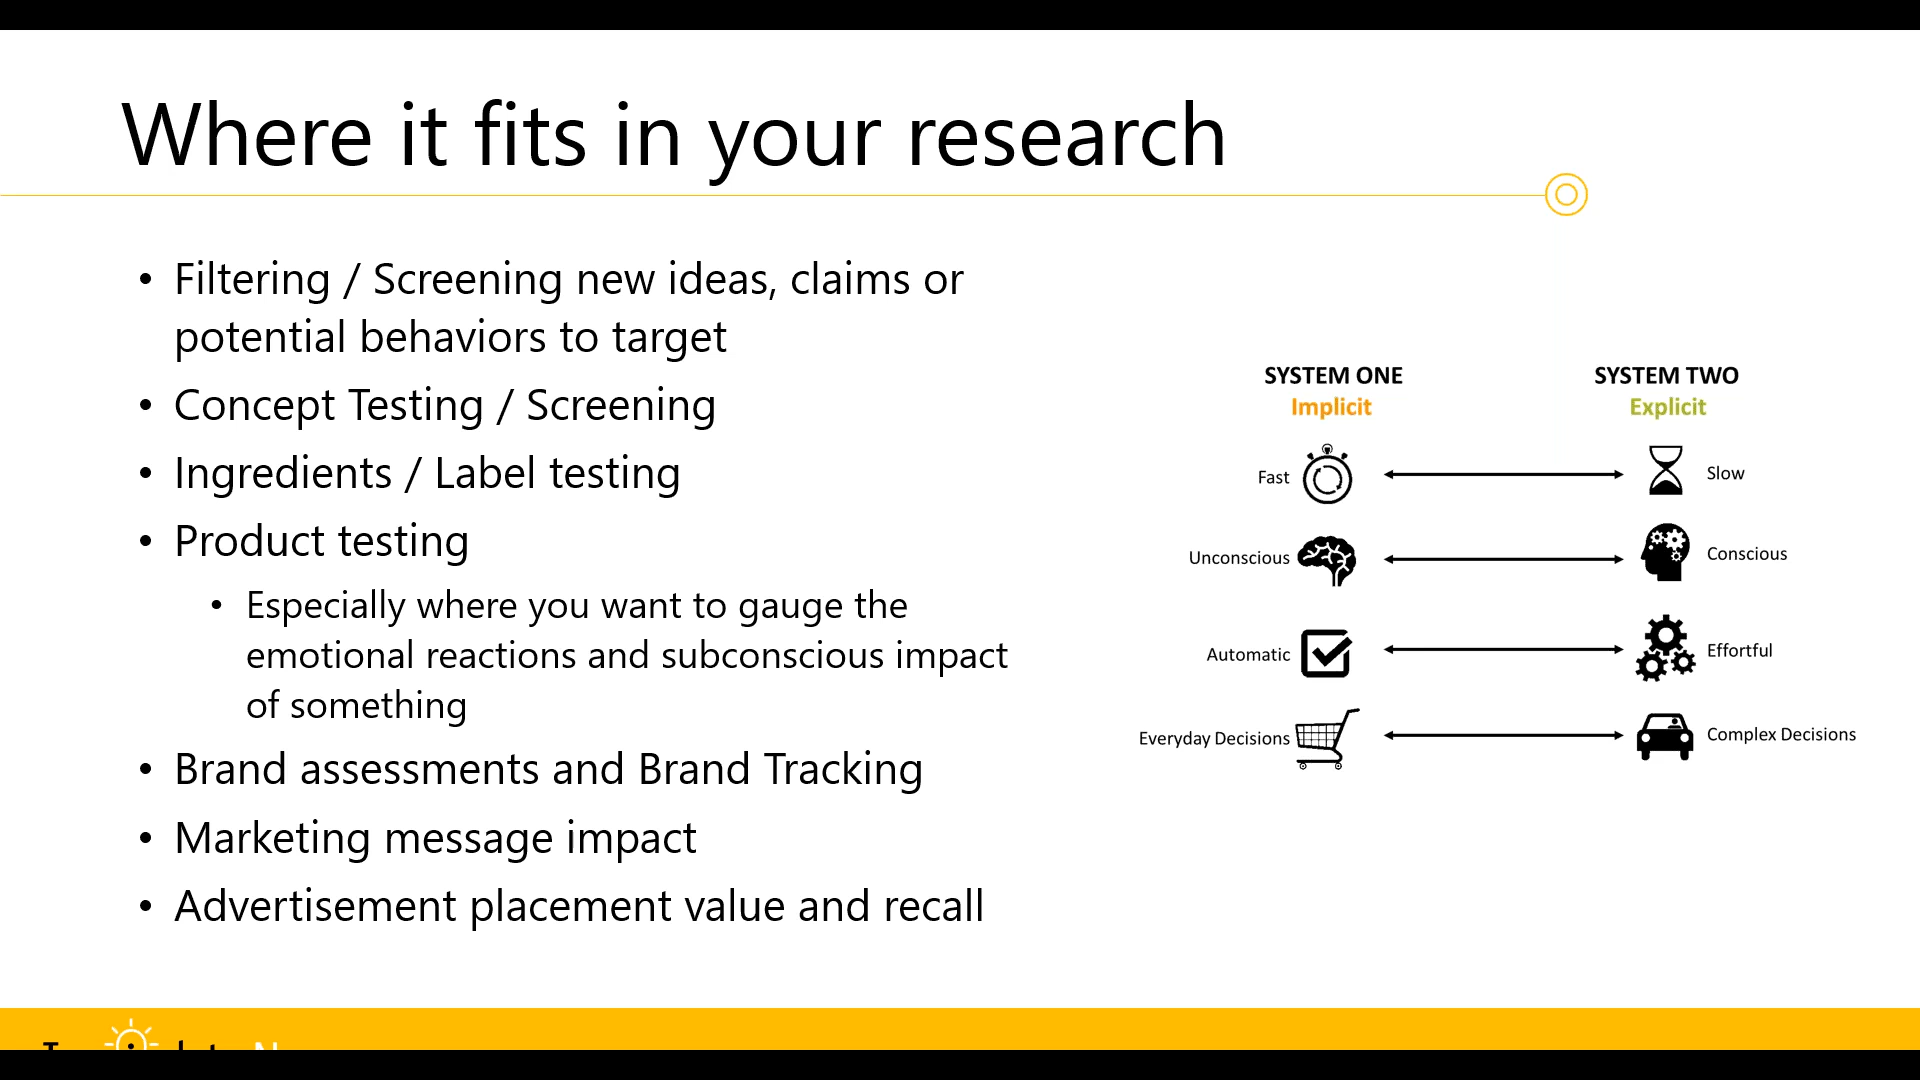 Where it fits in your research
• Filtering / Screening new ideas, claims or
potential behaviors to target
• Concept Testing / Screening
• Ingredients / Label testing
• Product testing
• Especially where you want to gauge the
emotional reactions and subconscious impact
of something
• Brand assessments and Brand Tracking
• Marketing message impact
• Advertisement placement value and recall
SYSTEM ONE
Implicit
SYSTEM TWO
Explicit
Fast
Slow
Unconscious
Conscious
Automatic
Effortful
Everyday Decisions
Complex Decisions